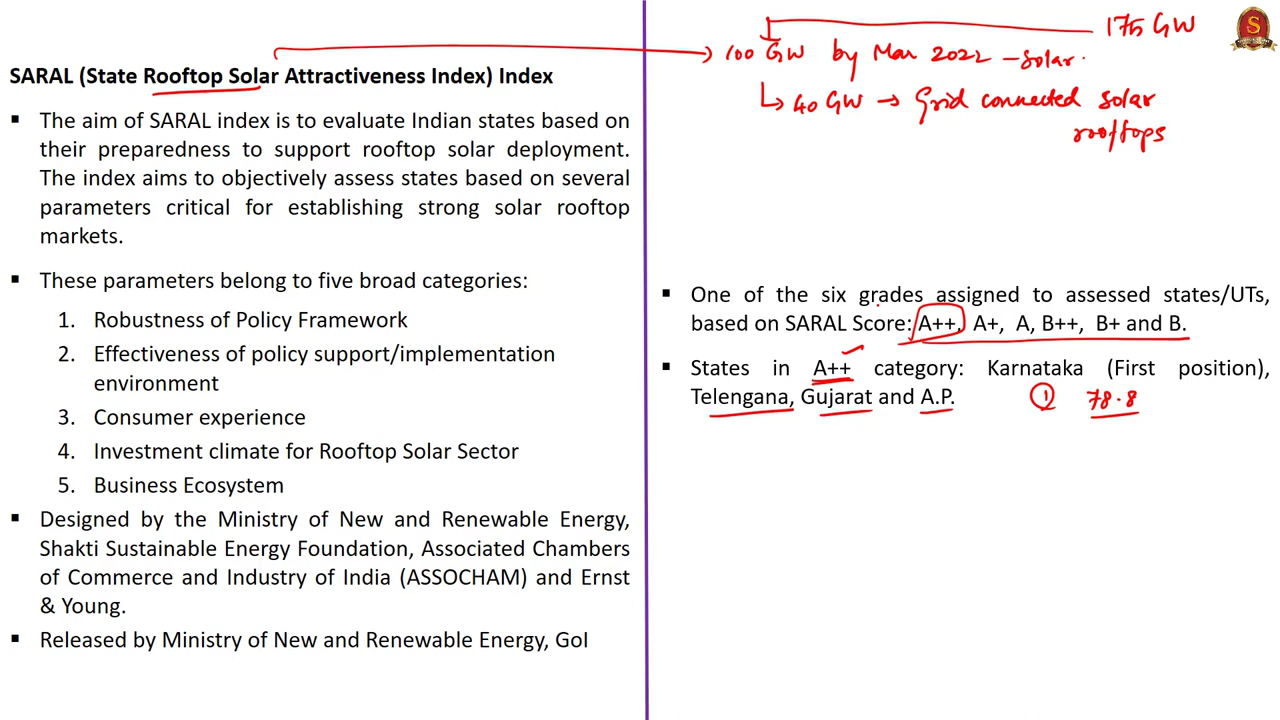 SARAL (State Rooftop Solar Attractiveness Index) Index
▪ The aim of SARAL index is to evaluate Indian states based on
their preparedness to support rooftop solar deployment.
The index aims to objectively assess states based on several
parameters critical for establishing strong solar rooftop
markets.
▪ These parameters belong to five broad categories:
1. Robustness of Policy Framework
2. Effectiveness of policy support/implementation
environment
3. Consumer experience
4. Investment climate for Rooftop Solar Sector
5. Business Ecosystem
▪ Designed by the Ministry of New and Renewable Energy,
Shakti Sustainable Energy Foundation, Associated Chambers
of Commerce and Industry of India (ASSOCHAM) and Ernst
& Young.
▪ Released by Ministry of New and Renewable Energy, GoI
175 GW
→ 100 GW by Mar 2022 – solar.
↳ 40 GW → Grid connected solar
rooftops
▪ One of the six grades assigned to assessed states/UTs,
based on SARAL Score: A++, A+, A, B++, B+ and B.
▪ States in A++ category: Karnataka (First position),
Telengana, Gujarat and A.P. ① 78.8
S